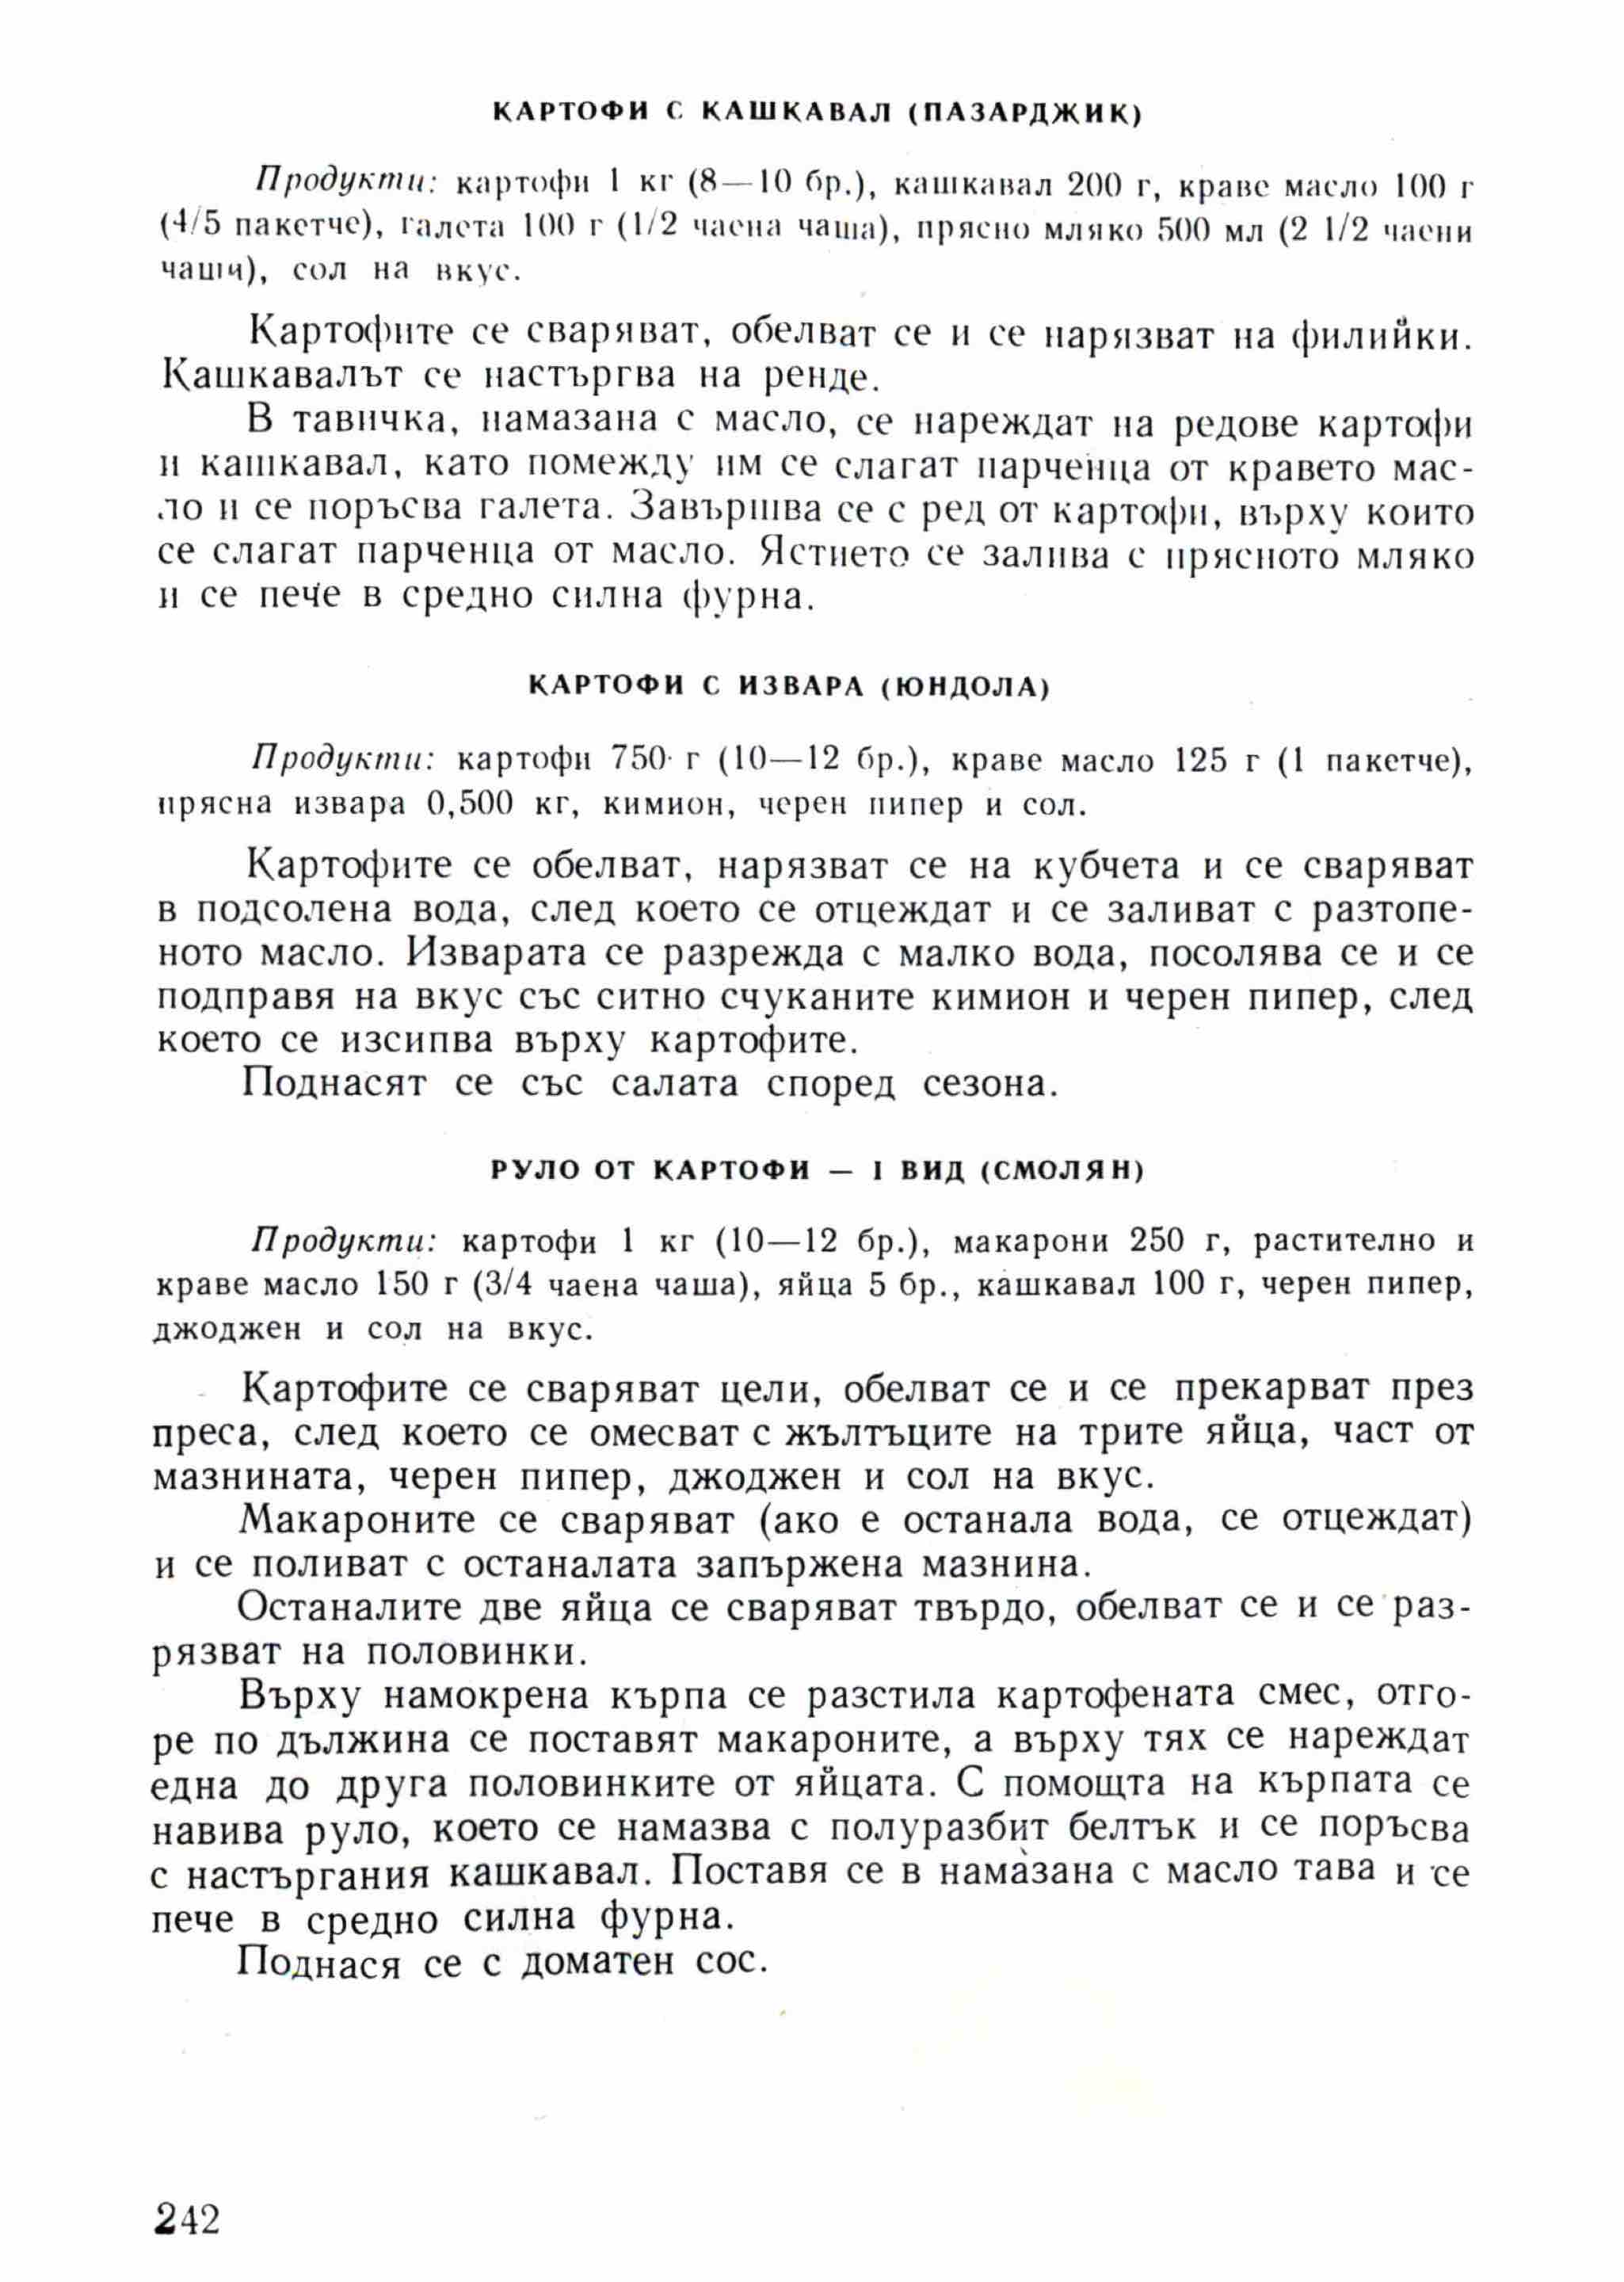 КАРТОФИ С КАШКАВАЛ (ПАЗАРДЖИК)
Продукти: картофи 1 кг (8—10 бр.), кашкавал 200 г, краве масло 100 г
(4/5 пакетче), галета 100 г (1/2 чаена чаша), прясно мляко 500 мл (2 1/2 чаени
чаши), сол на вкус.
Картофите се сваряват, обелват се и се нарязват на филийки.
Кашкавалът се настъргва на ренде.
В тавичка, намазана с масло, се нареждат на редове картофи
и кашкавал, като помежду им се слагат парченца от кравето мас-
ло и се поръсва галета. Завършва се с ред от картофи, върху които
се слагат парченца от масло. Ястието се залива с прясното мляко
и се пече в средно силна фурна.
КАРТОФИ С ИЗВАРА (ЮНДОЛА)
Продукти: картофи 750 г (10—12 бр.), краве масло 125 г (1 пакетче),
прясна извара 0,500 кг, кимион, черен пипер и сол.
Картофите се обелват, нарязват се на кубчета и се сваряват
в подсолена вода, след което се отцеждат и се заливат с разтопе-
ното масло. Изварата се разрежда с малко вода, посолява се и се
подправя на вкус със ситно счуканите кимион и черен пипер, след
което се изсипва върху картофите.
Поднасят се със салата според сезона.
РУЛО ОТ КАРТОФИ — I ВИД (СМОЛЯН)
Продукти: картофи 1 кг (10—12 бр.), макарони 250 г, растително и
краве масло 150 г (3/4 чаена чаша), яйца 5 бр., кашкавал 100 г, черен пипер,
джоджен и сол на вкус.
Картофите се сваряват цели, обелват се и се прекарват през
преса, след което се омесват с жълтъците на трите яйца, част от
мазнината, черен пипер, джоджен и сол на вкус.
Макароните се сваряват (ако е останала вода, се отцеждат)
и се поливат с останалата запържена мазнина.
Останалите две яйца се сваряват твърдо, обелват се и се раз-
рязват на половинки.
Върху намокрена кърпа се разстила картофената смес, отго-
ре по дължина се поставят макароните, а върху тях се нареждат
една до друга половинките от яйцата. С помощта на кърпата се
навива руло, което се намазва с полуразбит белтък и се поръсва
с настъргания кашкавал. Поставя се в намазана с масло тава и се
пече в средно силна фурна.
Поднася се с доматен сос.
242